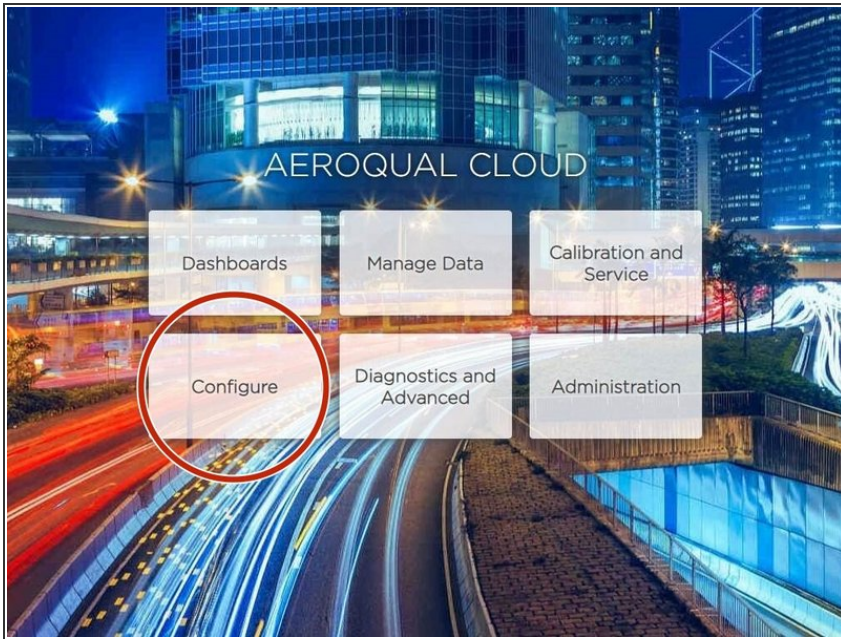 AEROQUAL CLOUD
Dashboards
Manage Data
Calibration and
Service
Configure
Diagnostics and
Advanced
Administration